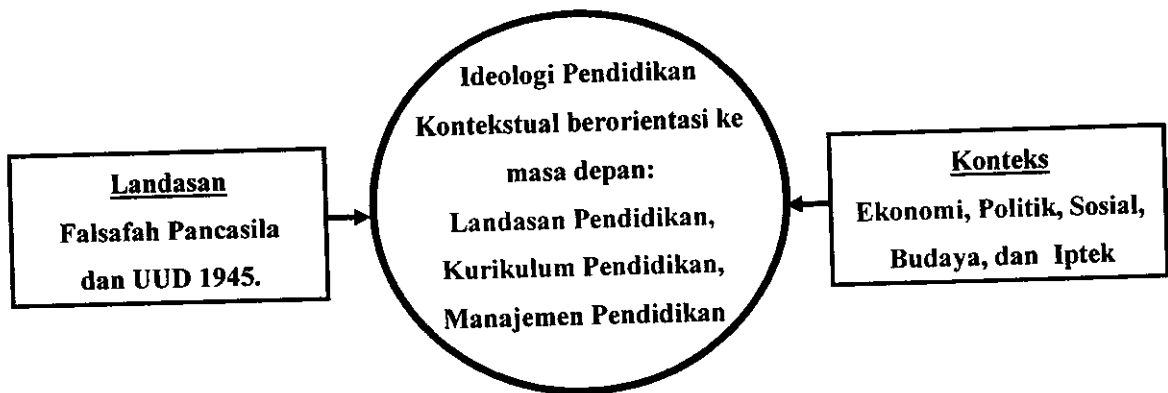 Landasan
Falsafah Pancasila
dan UUD 1945.
Ideologi Pendidikan
Kontekstual berorientasi ke
masa depan:
Landasan Pendidikan,
Kurikulum Pendidikan,
Manajemen Pendidikan
Konteks
Ekonomi, Politik, Sosial,
Budaya, dan Iptek